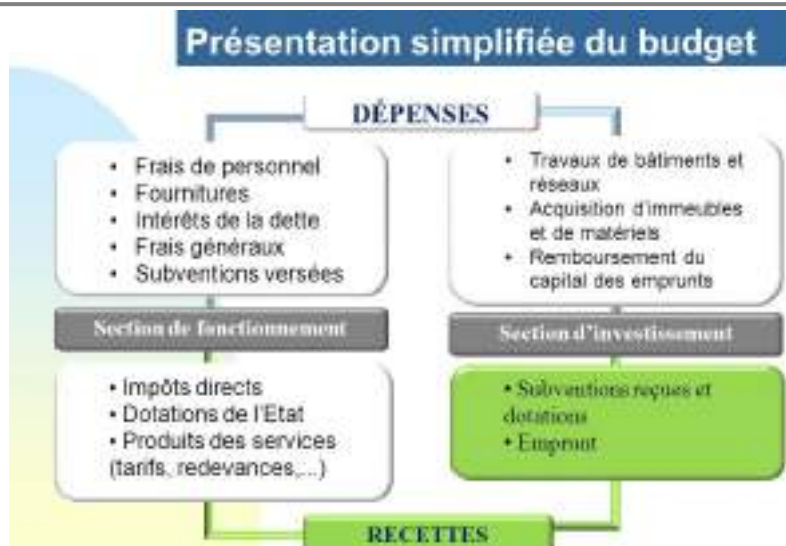 Présentation simplifiée du budget
DÉPENSES
• Frais de personnel
• Fournitures
• Intérêts de la dette
• Frais généraux
• Subventions versées
• Travaux de bâtiments et
réseaux
• Acquisition d'immeubles
et de matériels
• Remboursement du
capital des emprunts
Section de fonctionnement
Section d'investissement
• Impôts directs
• Dotations de l'Etat
• Produits des services
(tarifs, redevances,...)
• Subventions reçues et
dotations
• Empront
RECETTES